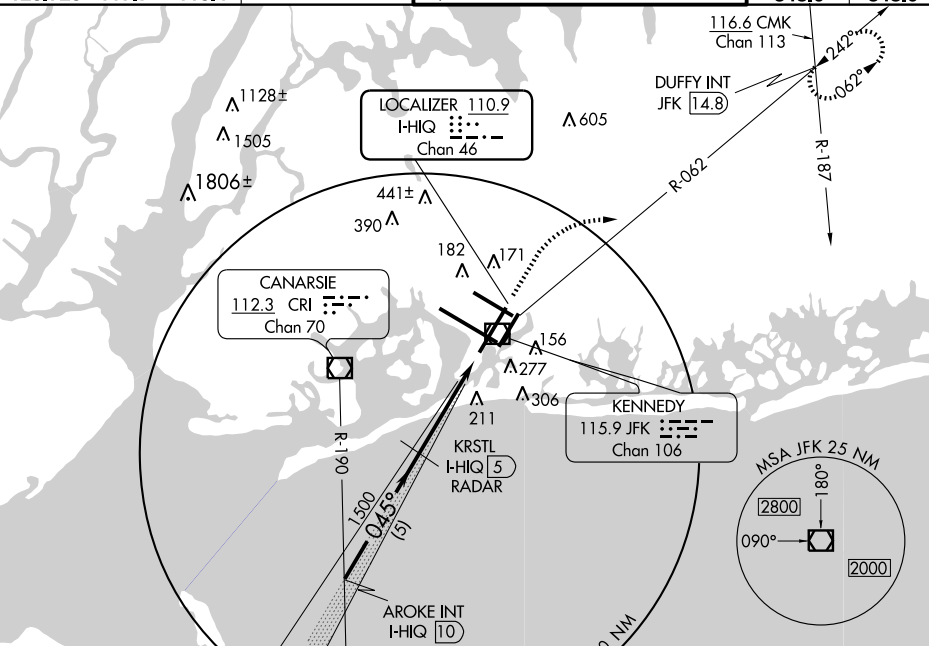 116.6 CMK
Chan 113
DUFFY INT
JFK 14.8
242°
062°
R-187
R-062
1128±
1505
1806±
LOCALIZER 110.9
I-HIQ
Chan 46
605
441±
390
182
171
CANARSIE
112.3 CRI
Chan 70
156
277
306
211
KENNEDY
115.9 JFK
Chan 106
R-190
KRSTL
I-HIQ 5
RADAR
1500
045°
(5)
AROKE INT
I-HIQ 10
MSA JFK 25 NM
180°
2800
090°
2000
0 NM